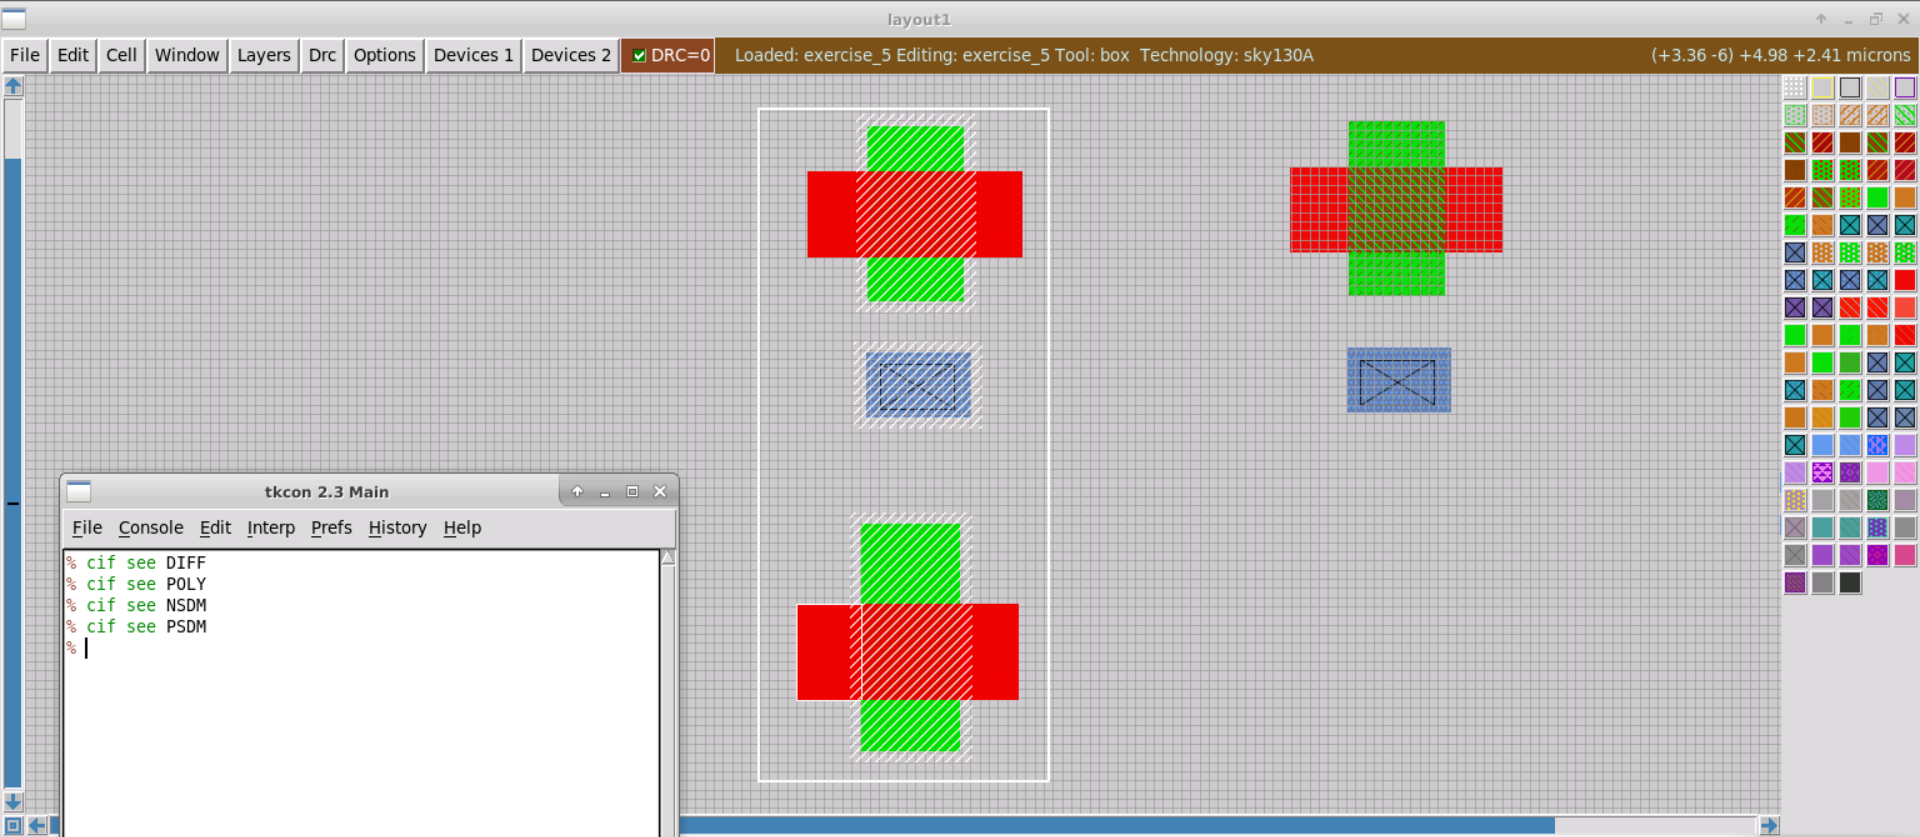 layout1
File Edit Cell Window Layers Drc Options Devices 1 Devices 2 DRC=0 Loaded: exercise_5 Editing: exercise_5 Tool: box Technology: sky130A (+3.36 -6) +4.98 +2.41 microns
tkcon 2.3 Main
File Console Edit Interp Prefs History Help
% cif see DIFF
% cif see POLY
% cif see NSDM
% cif see PSDM
%